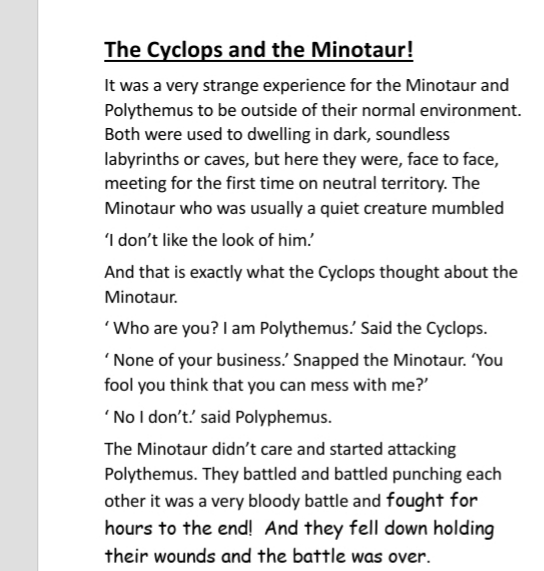 The Cyclops and the Minotaur!
It was a very strange experience for the Minotaur and
Polythemus to be outside of their normal environment.
Both were used to dwelling in dark, soundless
labyrinths or caves, but here they were, face to face,
meeting for the first time on neutral territory. The
Minotaur who was usually a quiet creature mumbled
‘I don’t like the look of him.’
And that is exactly what the Cyclops thought about the
Minotaur.
‘ Who are you? I am Polythemus.’ Said the Cyclops.
‘ None of your business.’ Snapped the Minotaur. ‘You
fool you think that you can mess with me?’
‘ No I don’t.’ said Polyphemus.
The Minotaur didn’t care and started attacking
Polythemus. They battled and battled punching each
other it was a very bloody battle and fought for
hours to the end!  And they fell down holding
their wounds and the battle was over.